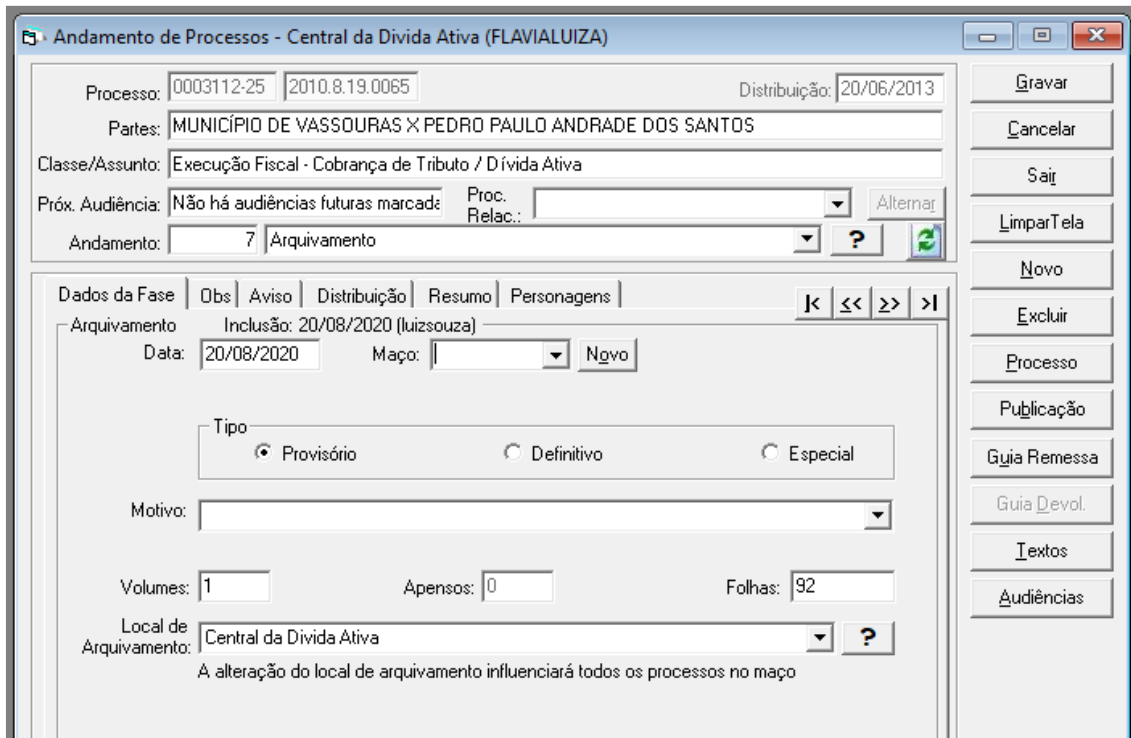 Andamento de Processos - Central da Divida Ativa (FLAVIALUIZA)
Processo: 0003112-25 2010.8.19.0065 Distribuição: 20/06/2013
Partes: MUNICÍPIO DE VASSOURAS X PEDRO PAULO ANDRADE DOS SANTOS
Classe/Assunto: Execução Fiscal - Cobrança de Tributo / Dívida Ativa
Próx. Audiência: Não há audiências futuras marcada Proc. Relac.: Alternar
Andamento: 7 Arquivamento ?
Dados da Fase Obs Aviso Distribuição Resumo Personagens |< << >> >|
Arquivamento Inclusão: 20/08/2020 (luizsouza)
Data: 20/08/2020 Maço: Novo
Tipo
Provisório Definitivo Especial
Motivo:
Volumes: 1 Apensos: 0 Folhas: 92
Local de Arquivamento: Central da Divida Ativa ?
A alteração do local de arquivamento influenciará todos os processos no maço
Gravar
Cancelar
Sair
LimparTela
Novo
Excluir
Processo
Publicação
Guia Remessa
Guia Devol.
Textos
Audiências